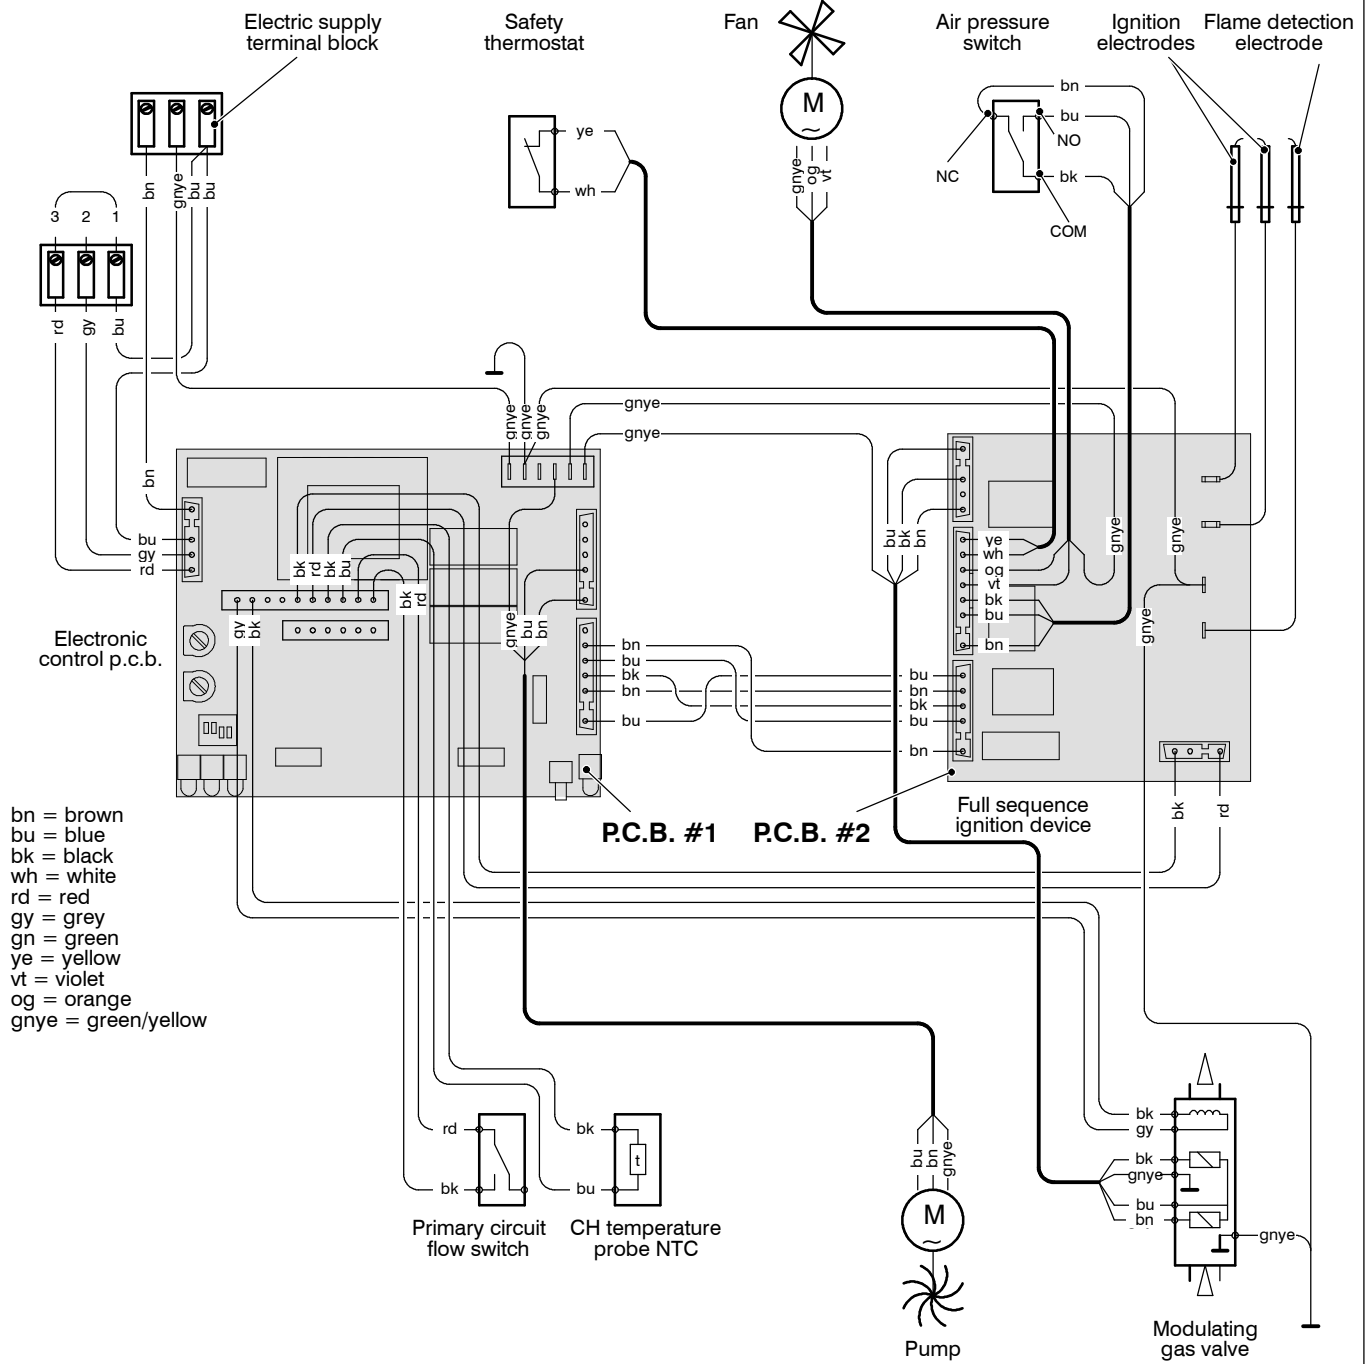 Electric supply
terminal block
Safety
thermostat
Fan
Air pressure
switch
Ignition
electrodes
Flame detection
electrode
M
~
ye
wh
gnye
og
vt
bn
bu
bk
NO
NC
COM
bn
gnye
bu
bu
3
2
1
rd
gy
bu
gnye
gnye
gnye
gnye
gnye
bn
bu
gy
rd
bk
rd
bk
bu
bk
rd
gy
bk
gnye
bu
bn
bn
bu
bk
bn
bu
bu
bk
bn
ye
wh
og
vt
bk
bu
bn
gnye
gnye
gnye
bu
bn
bk
bu
bn
bk
rd
Electronic
control p.c.b.
P.C.B. #1
P.C.B. #2
Full sequence
ignition device
bn = brown
bu = blue
bk = black
wh = white
rd = red
gy = grey
gn = green
ye = yellow
vt = violet
og = orange
gnye = green/yellow
rd
bk
Primary circuit
flow switch
bk
bu
t
CH temperature
probe NTC
bu
bn
gnye
M
~
Pump
bk
gy
bk
gnye
bu
bn
gnye
Modulating
gas valve